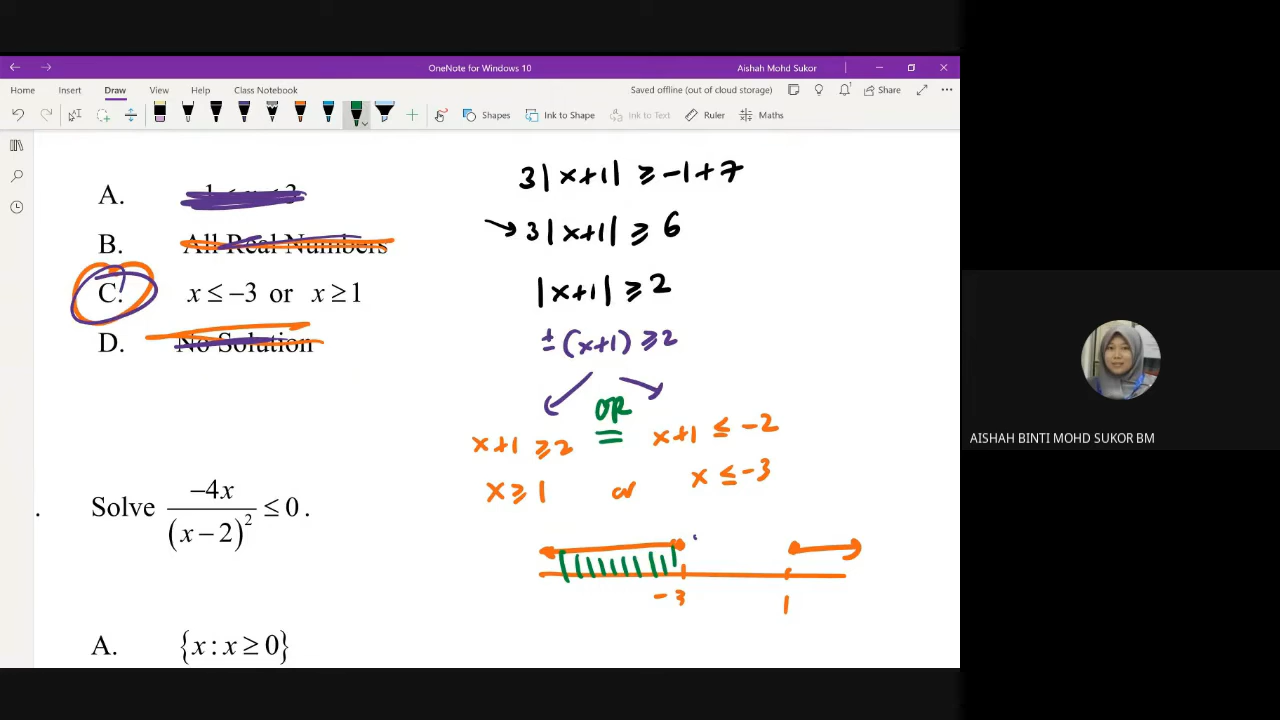 OneNote for Windows 10
Aishah Mohd Sukor
Home Insert Draw View Help Class Notebook
Saved offline (out of cloud storage) Share
Shapes Ink to Shape Ink to Text Ruler Maths
3|x+1| ≥ -1+7
A.
→3|x+1| ≥ 6
B. All Real Numbers
|x+1| ≥ 2
C. x ≤ −3 or x ≥ 1
D. No Solution
±(x+1) ≥ 2
OR
x+1 ≥ 2 x+1 ≤ -2
x ≥ 1 or x ≤ -3
. Solve −4x / (x − 2)² ≤ 0 .
-3 1
A. {x : x ≥ 0}
AISHAH BINTI MOHD SUKOR BM